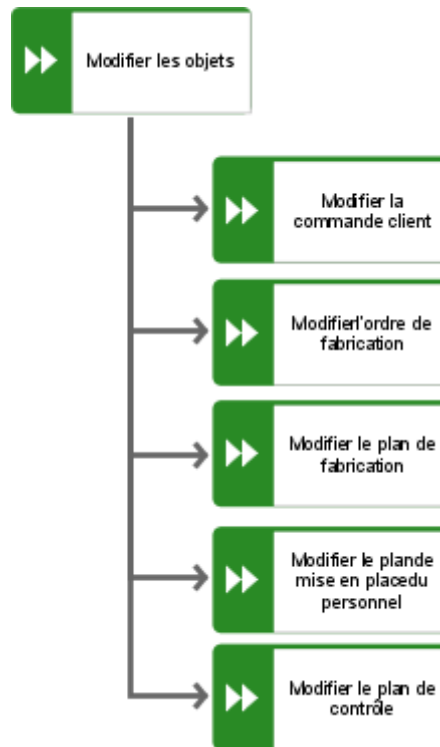 Modifier les objets
Modifier la
commande client
Modifierl'ordre de
fabrication
Modifier le plan de
fabrication
Modifier le plande
mise en placedu
personnel
Modifier le plan de
contrôle